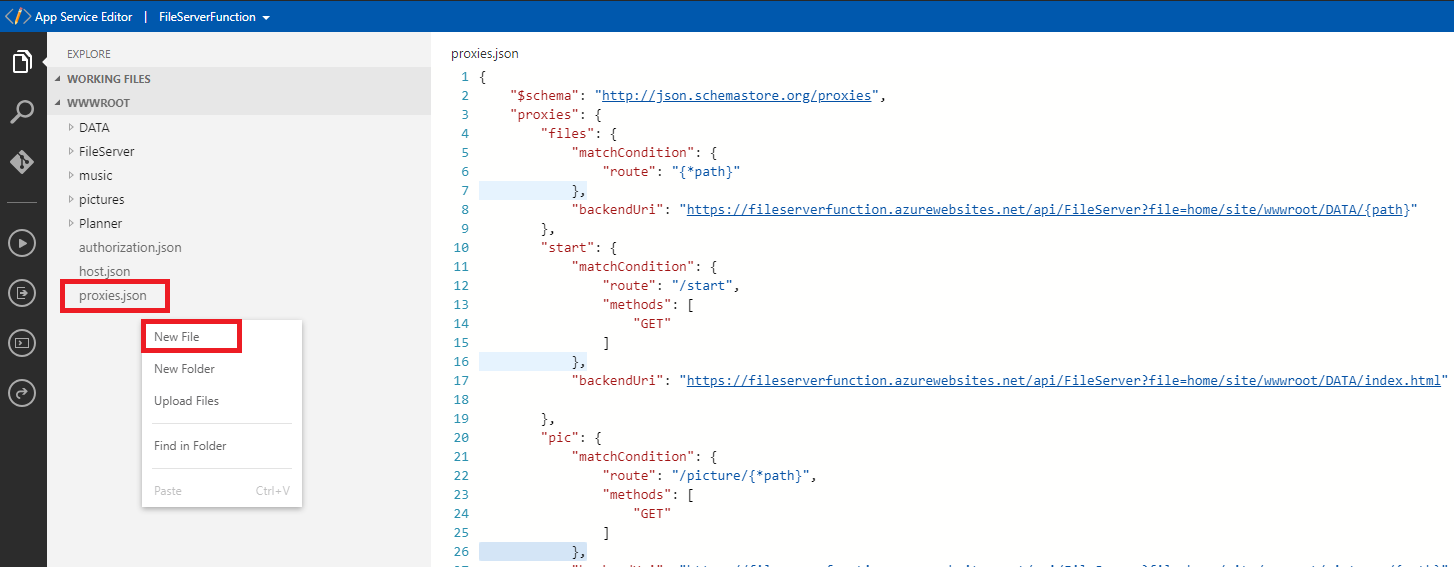 App Service Editor | FileServerFunction
EXPLORE
WORKING FILES
WWWROOT
DATA
FileServer
music
pictures
Planner
authorization.json
host.json
proxies.json
New File
New Folder
Upload Files
Find in Folder
Paste Ctrl+V
proxies.json
1 {
2 "$schema": "http://json.schemastore.org/proxies",
3 "proxies": {
4 "files": {
5 "matchCondition": {
6 "route": "{*path}"
7 },
8 "backendUri": "https://fileserverfunction.azurewebsites.net/api/FileServer?file=home/site/wwwroot/DATA/{path}"
9 },
10 "start": {
11 "matchCondition": {
12 "route": "/start",
13 "methods": [
14 "GET"
15 ]
16 },
17 "backendUri": "https://fileserverfunction.azurewebsites.net/api/FileServer?file=home/site/wwwroot/DATA/index.html"
18
19 },
20 "pic": {
21 "matchCondition": {
22 "route": "/picture/{*path}",
23 "methods": [
24 "GET"
25 ]
26 },